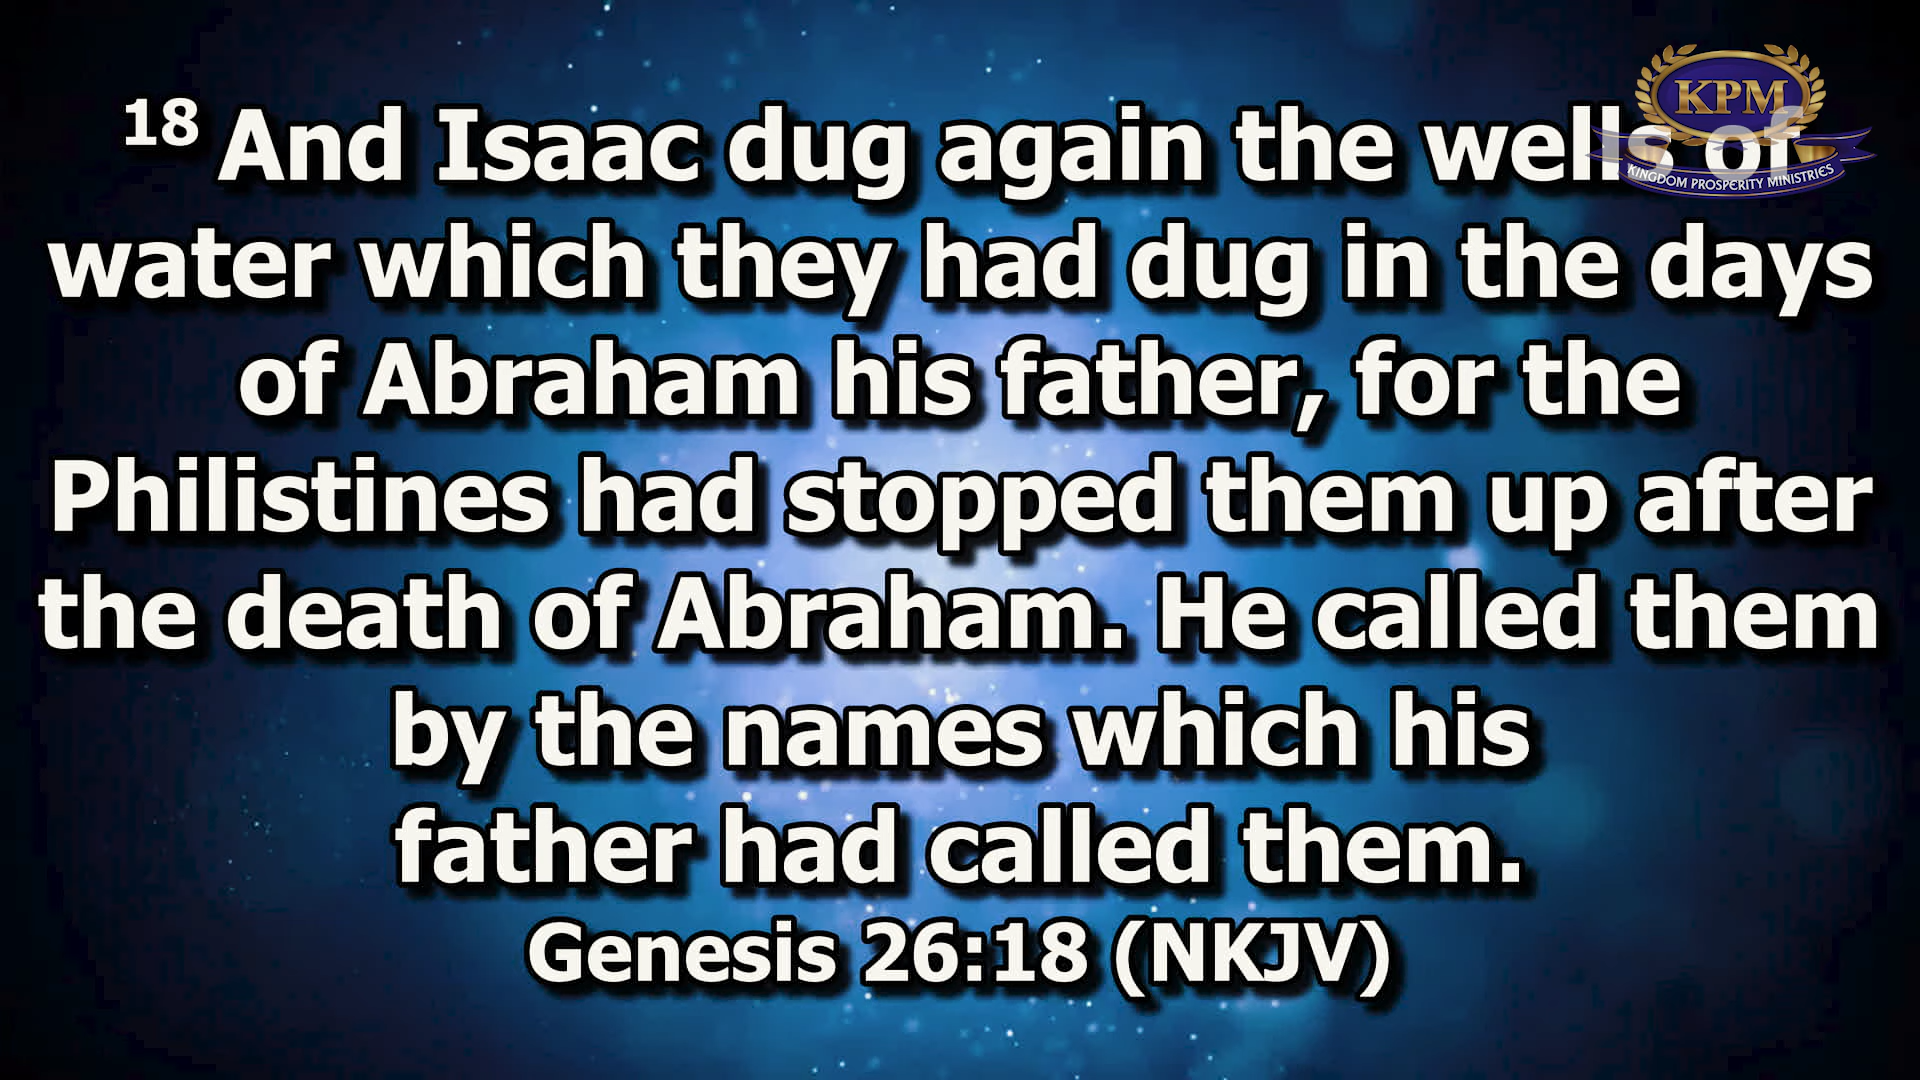 KPM
KINGDOM PROSPERITY MINISTRIES
18 And Isaac dug again the wells of
water which they had dug in the days
of Abraham his father, for the
Philistines had stopped them up after
the death of Abraham. He called them
by the names which his
father had called them.
Genesis 26:18 (NKJV)